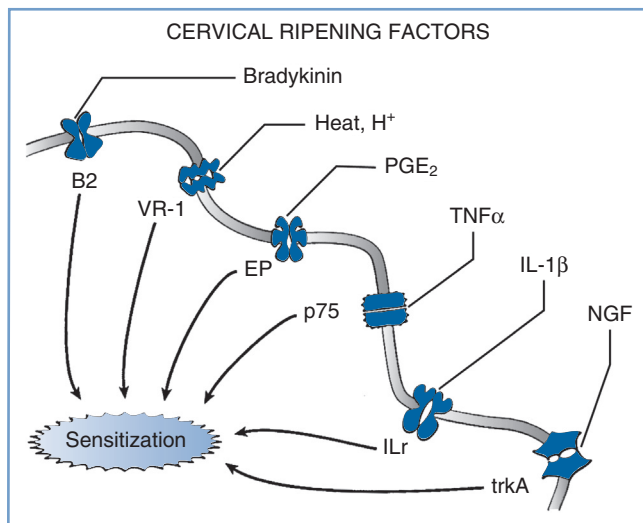 CERVICAL RIPENING FACTORS
Bradykinin
Heat, H⁺
PGE₂
TNFα
IL-1β
NGF
B2
VR-1
EP
p75
ILr
trkA
Sensitization